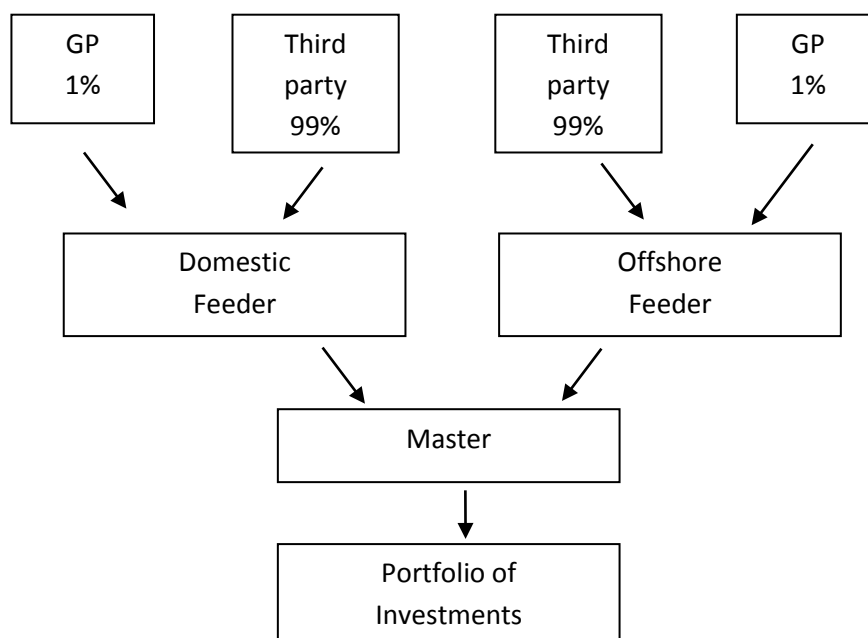 GP
1%
Third
party
99%
Third
party
99%
GP
1%
Domestic
Feeder
Offshore
Feeder
Master
Portfolio of
Investments